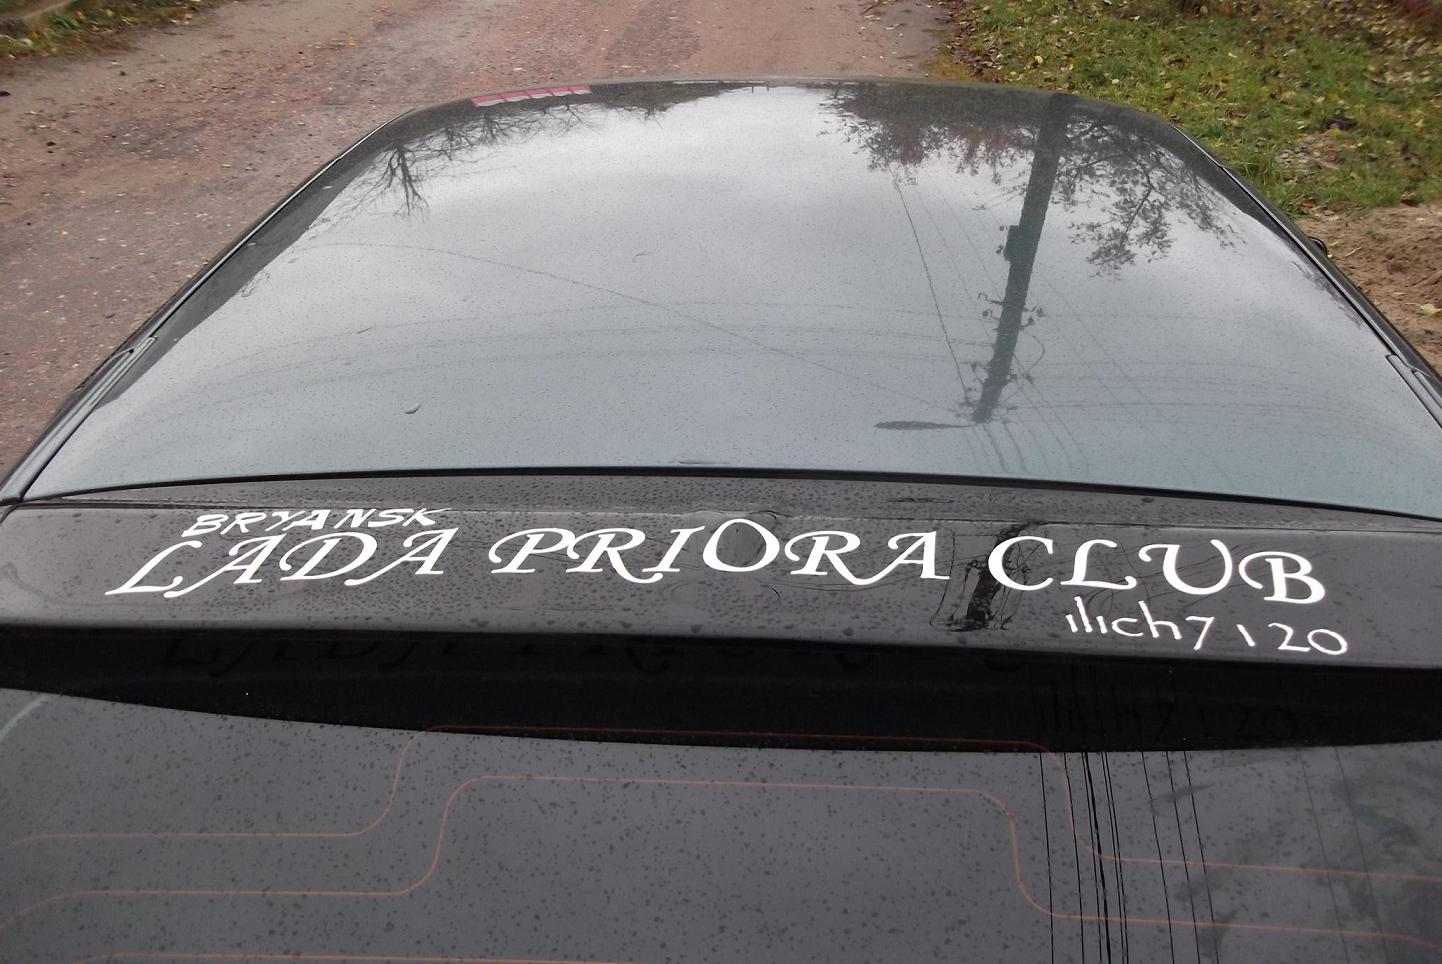 BRYANSK
LADA PRIORA CLUB
ilich7120